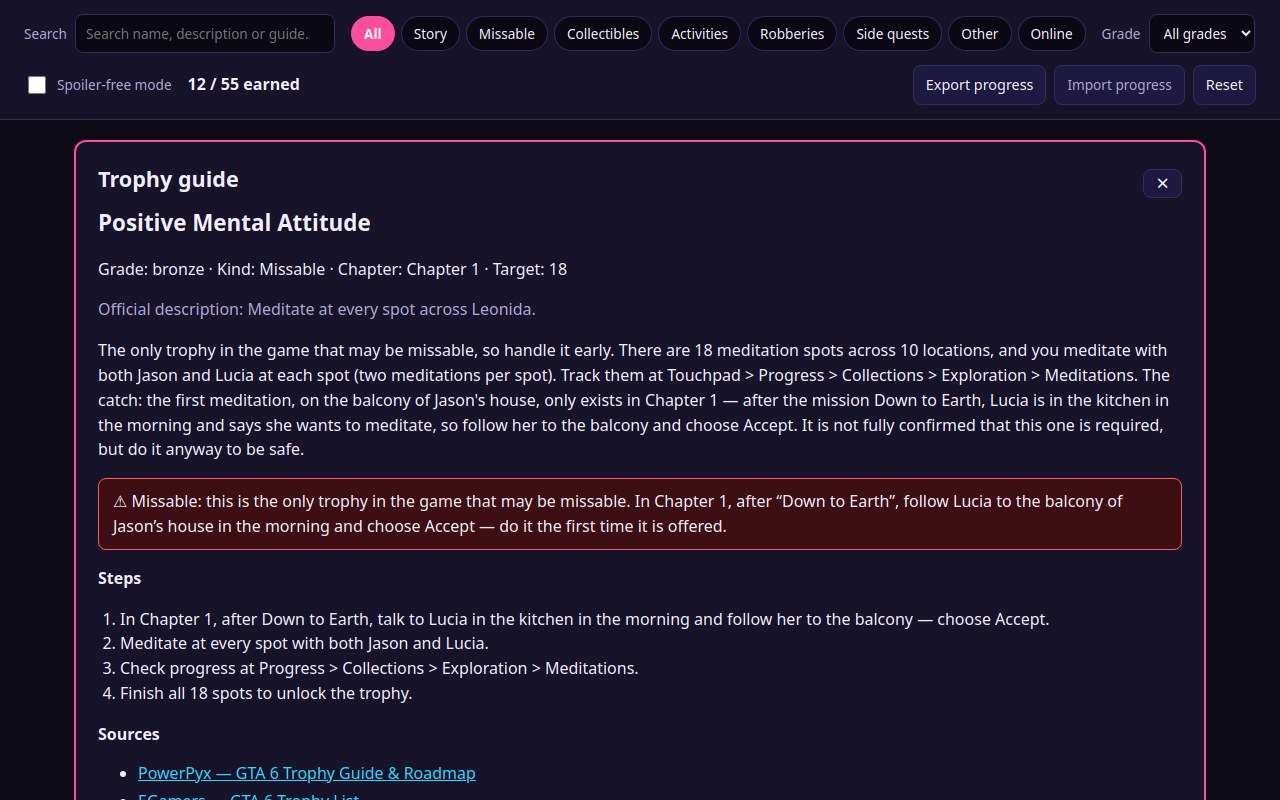 Search
Search name, description or guide.
All
Story
Missable
Collectibles
Activities
Robberies
Side quests
Other
Online
Grade
All grades
Spoiler-free mode
12 / 55 earned
Export progress
Import progress
Reset
Trophy guide
✕
Positive Mental Attitude
Grade: bronze · Kind: Missable · Chapter: Chapter 1 · Target: 18
Official description: Meditate at every spot across Leonida.
The only trophy in the game that may be missable, so handle it early. There are 18 meditation spots across 10 locations, and you meditate with
both Jason and Lucia at each spot (two meditations per spot). Track them at Touchpad > Progress > Collections > Exploration > Meditations. The
catch: the first meditation, on the balcony of Jason's house, only exists in Chapter 1 — after the mission Down to Earth, Lucia is in the kitchen in
the morning and says she wants to meditate, so follow her to the balcony and choose Accept. It is not fully confirmed that this one is required,
but do it anyway to be safe.
⚠ Missable: this is the only trophy in the game that may be missable. In Chapter 1, after “Down to Earth”, follow Lucia to the balcony of
Jason’s house in the morning and choose Accept — do it the first time it is offered.
Steps
1. In Chapter 1, after Down to Earth, talk to Lucia in the kitchen in the morning and follow her to the balcony — choose Accept.
2. Meditate at every spot with both Jason and Lucia.
3. Check progress at Progress > Collections > Exploration > Meditations.
4. Finish all 18 spots to unlock the trophy.
Sources
• PowerPyx — GTA 6 Trophy Guide & Roadmap
GTA 6 Trophy List